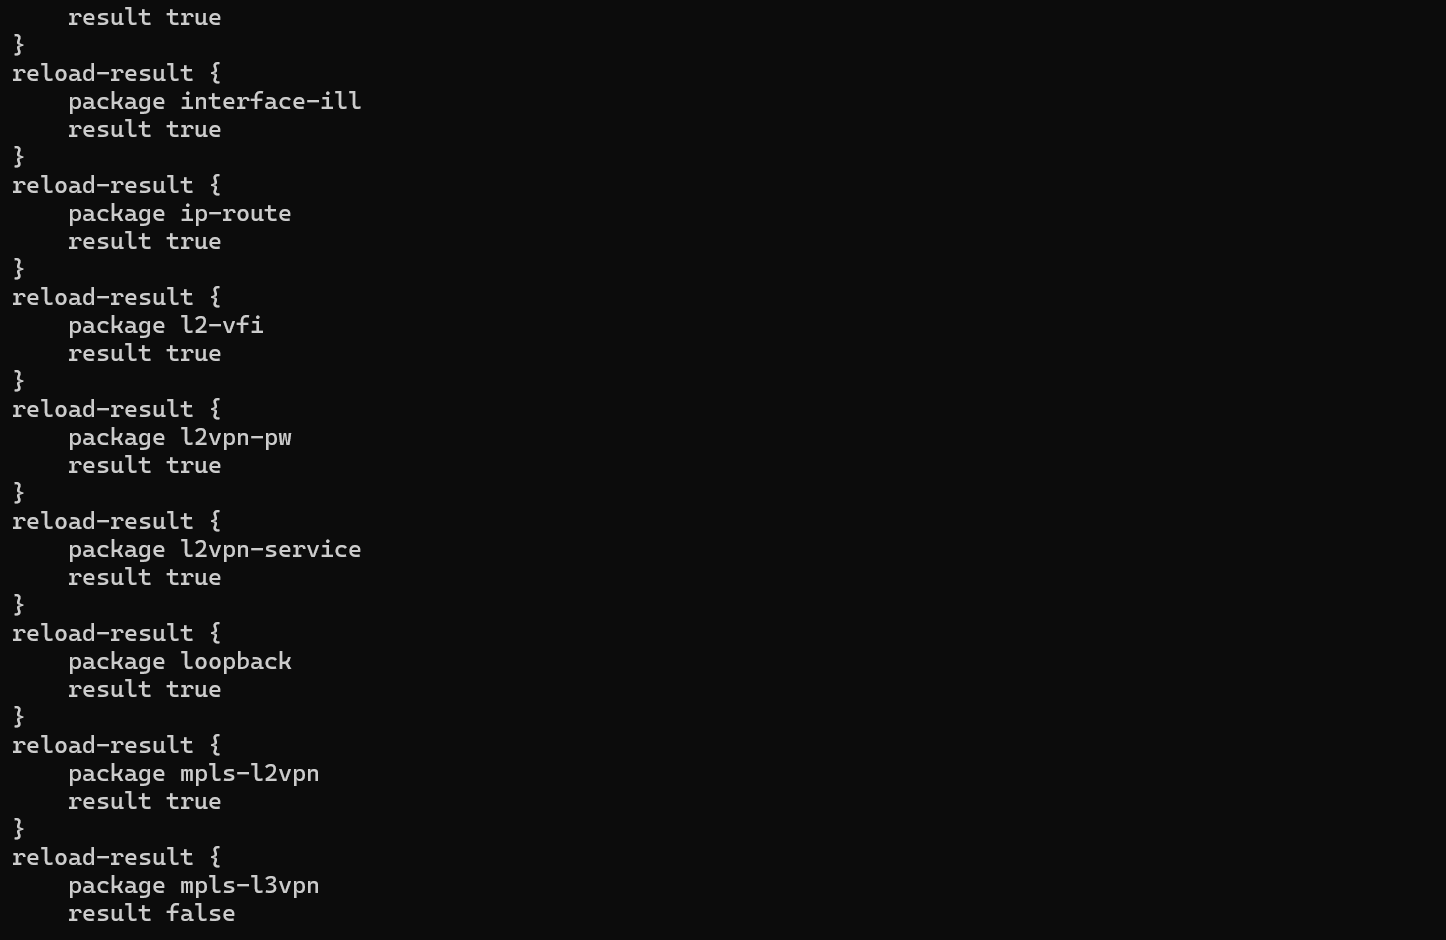 result true
}
reload-result {
package interface-ill
result true
}
reload-result {
package ip-route
result true
}
reload-result {
package l2-vfi
result true
}
reload-result {
package l2vpn-pw
result true
}
reload-result {
package l2vpn-service
result true
}
reload-result {
package loopback
result true
}
reload-result {
package mpls-l2vpn
result true
}
reload-result {
package mpls-l3vpn
result false